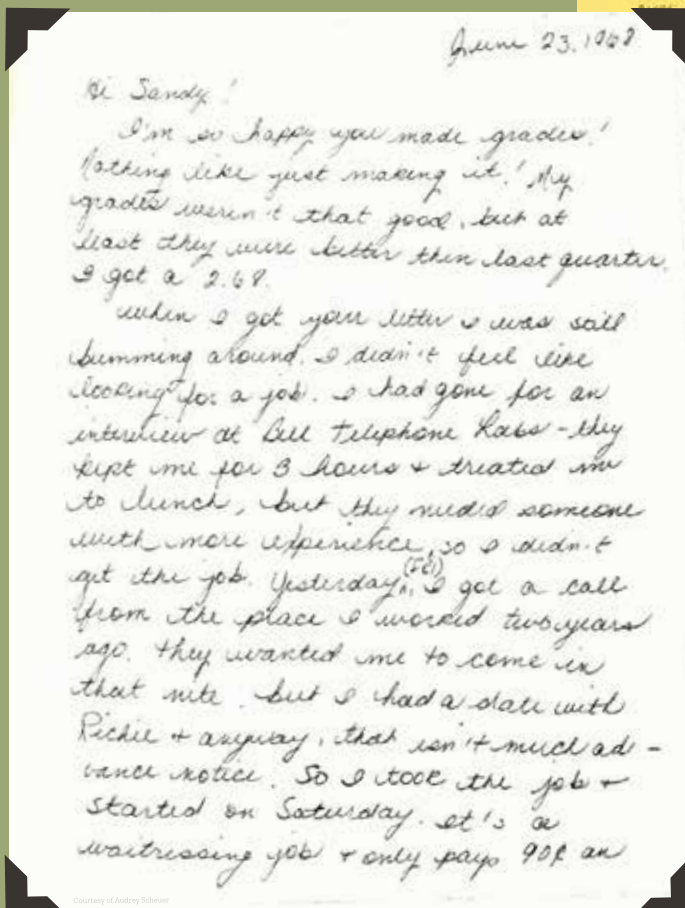 June 23, 1968
Hi Sandy!
I'm so happy you made grades!
Nothing like just making it! My
grades weren't that good, but at
least they were better then last quarter.
I got a 2.68.
When I got your letter I was still
bumming around. I didn't feel like
looking for a job. I had gone for an
interview at Bell Telephone Labs - they
kept me for 3 hours + treated me
to lunch, but they needed someone
with more experience, so I didn't
get the job. Yesterday (Fri) I got a call
from the place I worked two years
ago. They wanted me to come in
that nite. but I had a date with
Richie + anyway, that isn't much ad-
vance notice. So I took the job +
started on Saturday. It's a
waitressing job + only pays 90¢ an
Courtesy of Audrey Scheuer